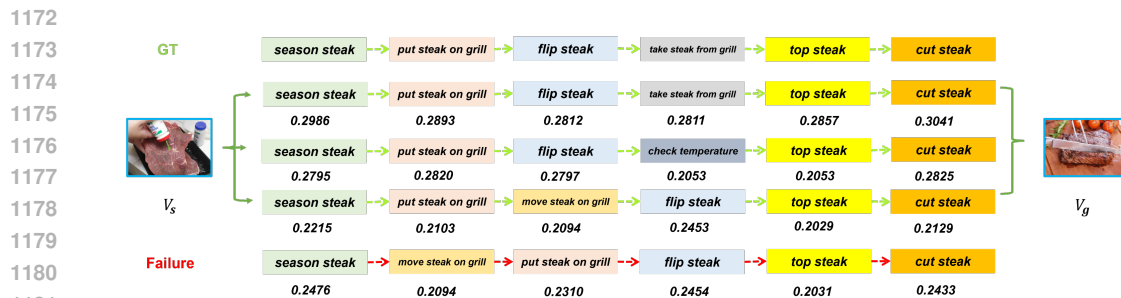 1172
1173
GT season steak put steak on grill flip steak take steak from grill top steak cut steak
1174
season steak put steak on grill flip steak take steak from grill top steak cut steak
1175
0.2986 0.2893 0.2812 0.2811 0.2857 0.3041
1176
season steak put steak on grill flip steak check temperature top steak cut steak
1177
0.2795 0.2820 0.2797 0.2053 0.2053 0.2825
1178
Vs season steak put steak on grill move steak on grill flip steak top steak cut steak Vg
0.2215 0.2103 0.2094 0.2453 0.2029 0.2129
1179
1180
Failure season steak move steak on grill put steak on grill flip steak top steak cut steak
0.2476 0.2094 0.2310 0.2454 0.2031 0.2433